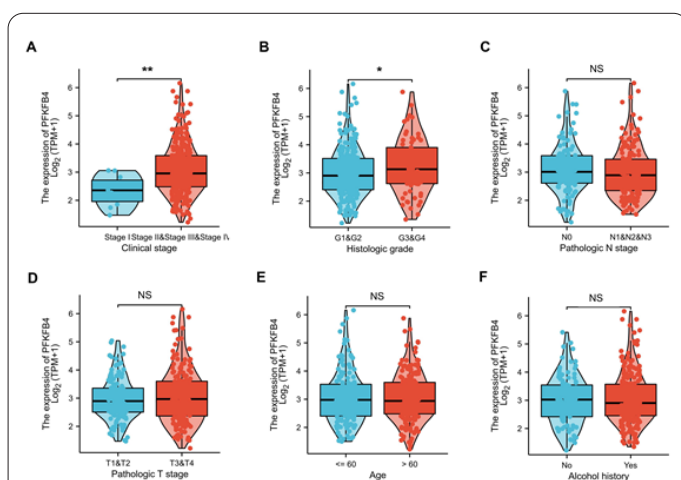 A
**
The expression of PFKFB4
Log2 (TPM+1)
6
5
4
3
2
Stage I Stage II&Stage III&Stage IV
Clinical stage
B
*
The expression of PFKFB4
Log2 (TPM+1)
6
5
4
3
2
G1&G2 G3&G4
Histologic grade
C
NS
The expression of PFKFB4
Log2 (TPM+1)
6
5
4
3
2
N0 N1&N2&N3
Pathologic N stage
D
NS
The expression of PFKFB4
Log2 (TPM+1)
6
5
4
3
2
T1&T2 T3&T4
Pathologic T stage
E
NS
The expression of PFKFB4
Log2 (TPM+1)
6
5
4
3
2
<= 60 > 60
Age
F
NS
The expression of PFKFB4
Log2 (TPM+1)
6
5
4
3
2
No Yes
Alcohol history